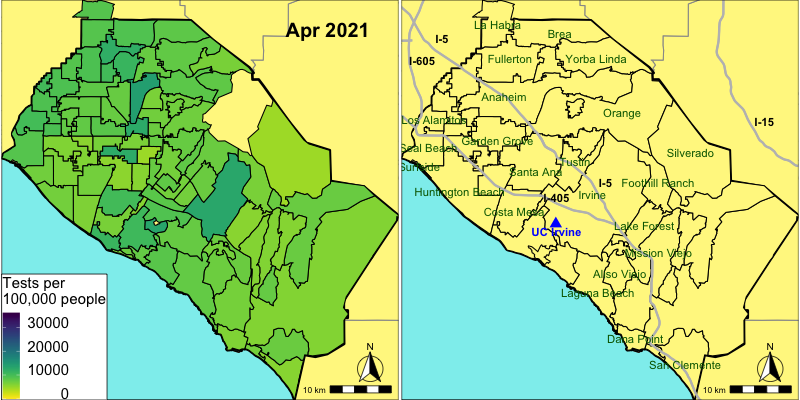 Apr 2021
Tests per
100,000 people
30000
20000
10000
0
N
10 km
La Habra
Brea
I-5
I-605
Fullerton
Yorba Linda
Anaheim
Orange
Los Alamitos
I-15
Garden Grove
Seal Beach
Silverado
Sunside
Tustin
Santa Ana
I-5
Foothill Ranch
Huntington Beach
I-405
Irvine
Costa Mesa
Lake Forest
UC Irvine
Mission Viejo
Aliso Viejo
Laguna Beach
Dana Point
San Clemente
N
10 km